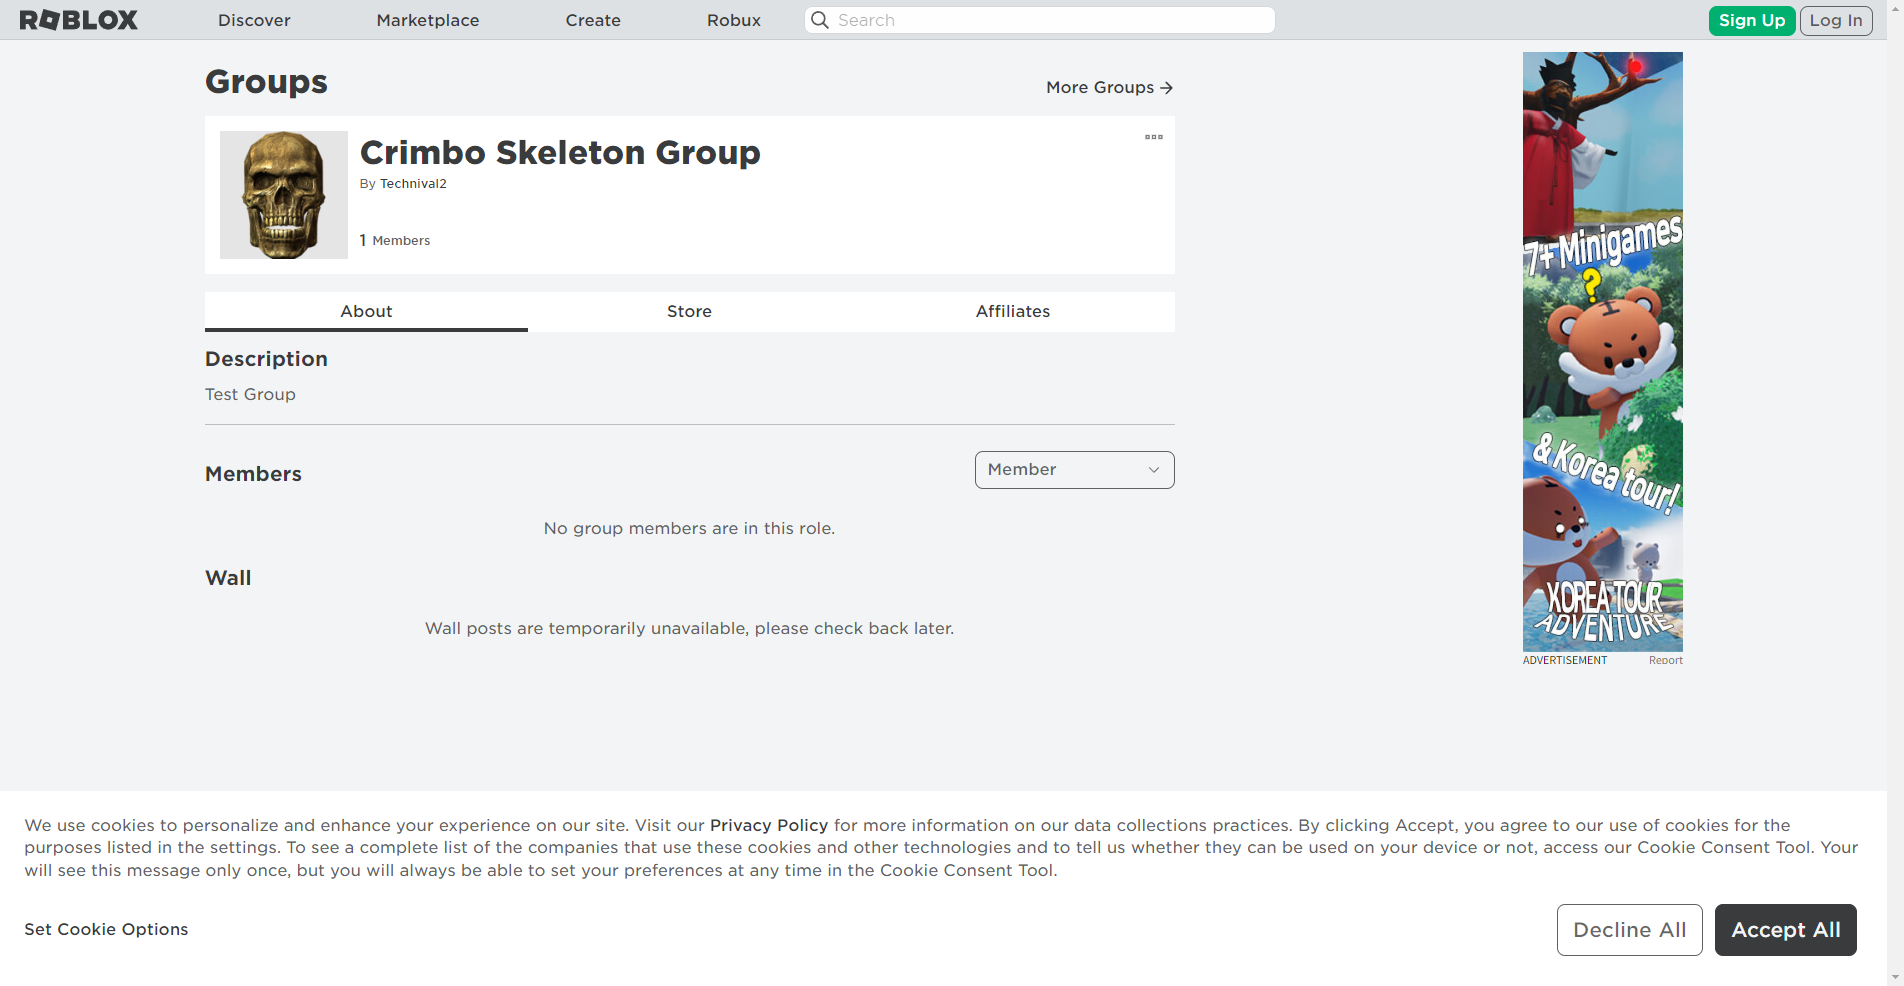 ROBLOX
Discover
Marketplace
Create
Robux
Search
Sign Up
Log In
Groups
More Groups
Crimbo Skeleton Group
By Technival2
1 Members
About
Store
Affiliates
Description
Test Group
Members
Member
No group members are in this role.
Wall
Wall posts are temporarily unavailable, please check back later.
7+ Minigames
?
& Korea tour!
KOREA TOUR
ADVENTURE
ADVERTISEMENT
Report
We use cookies to personalize and enhance your experience on our site. Visit our Privacy Policy for more information on our data collections practices. By clicking Accept, you agree to our use of cookies for the
purposes listed in the settings. To see a complete list of the companies that use these cookies and other technologies and to tell us whether they can be used on your device or not, access our Cookie Consent Tool. Your
will see this message only once, but you will always be able to set your preferences at any time in the Cookie Consent Tool.
Set Cookie Options
Decline All
Accept All